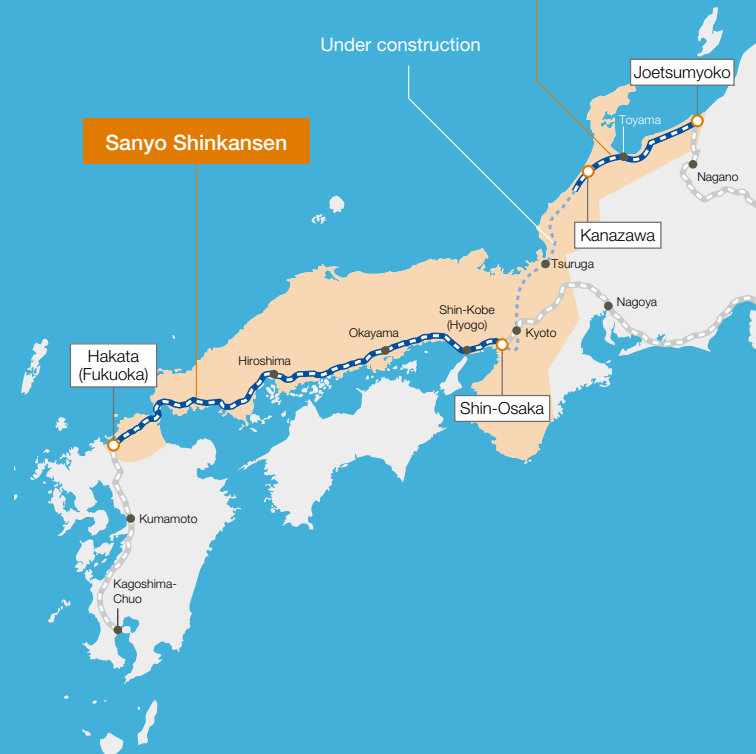 Under construction
Joetsumyoko
Toyama
Sanyo Shinkansen
Nagano
Kanazawa
Tsuruga
Nagoya
Shin-Kobe
(Hyogo)
Kyoto
Okayama
Hakata
(Fukuoka)
Hiroshima
Shin-Osaka
Kumamoto
Kagoshima-
Chuo